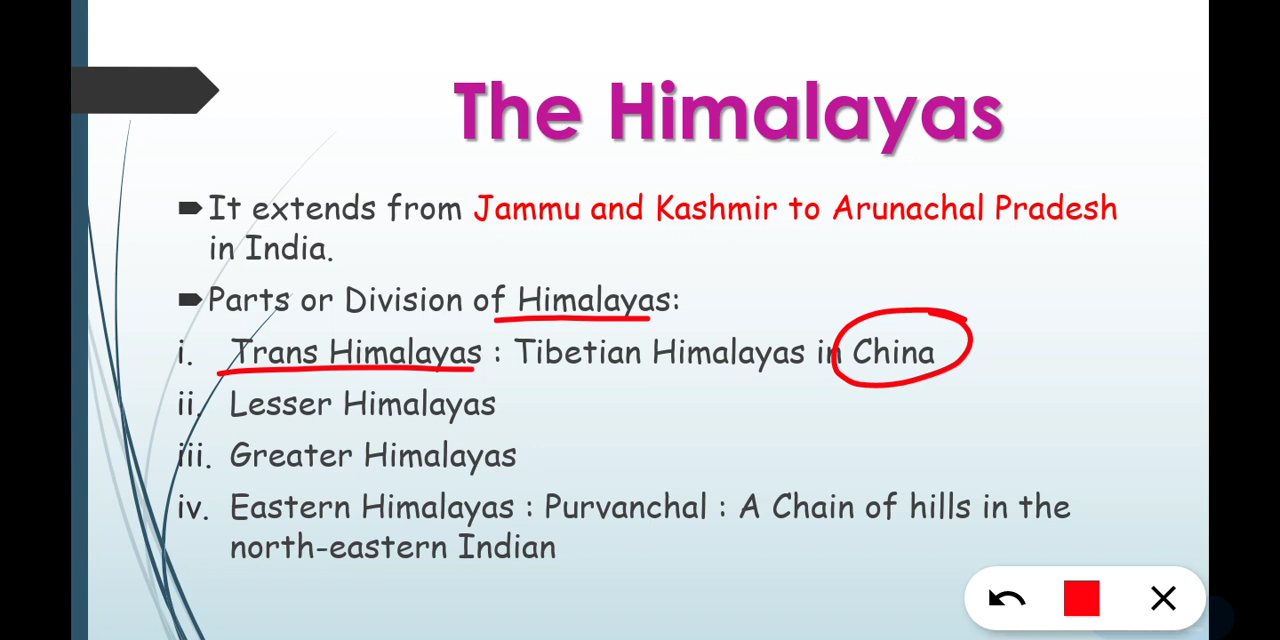 The Himalayas
It extends from Jammu and Kashmir to Arunachal Pradesh
in India.
Parts or Division of Himalayas:
i. Trans Himalayas : Tibetian Himalayas in China
ii. Lesser Himalayas
iii. Greater Himalayas
iv. Eastern Himalayas : Purvanchal : A Chain of hills in the
north-eastern Indian